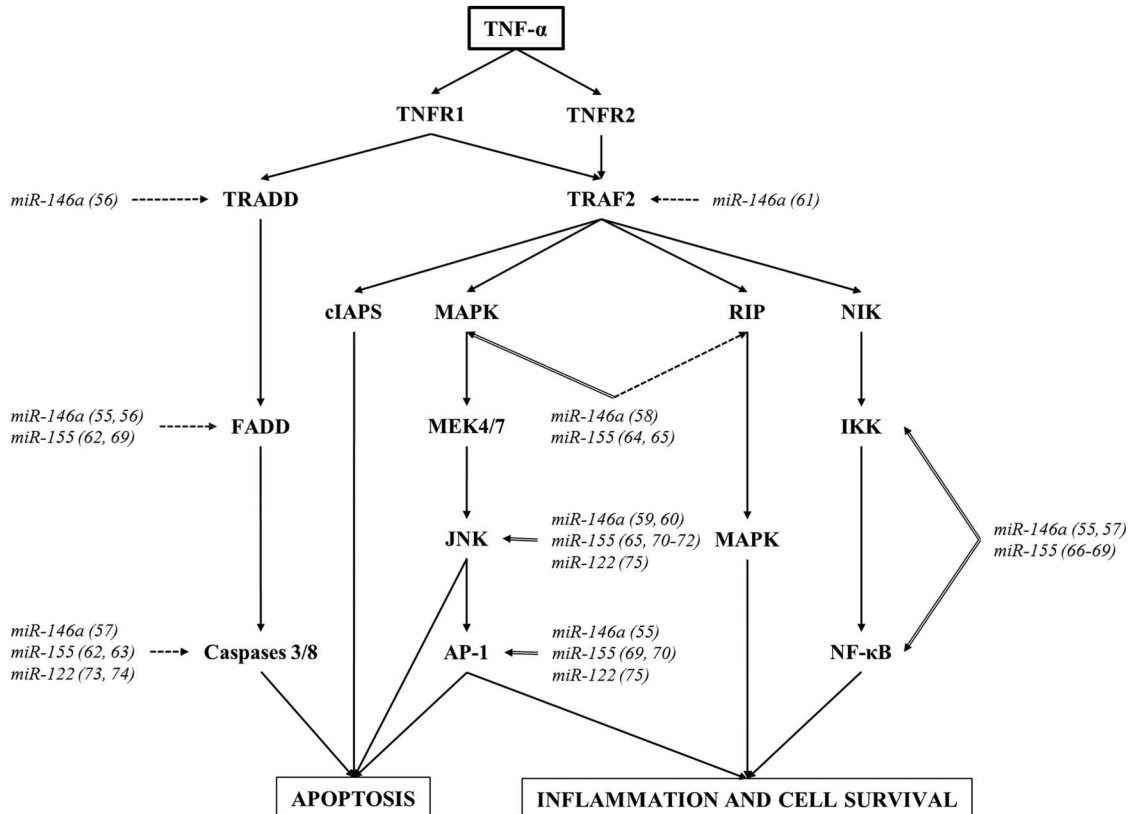 TNF-α
TNFR1
TNFR2
miR-146a (56)
TRADD
TRAF2
miR-146a (61)
cIAPS
MAPK
RIP
NIK
miR-146a (55, 56)
miR-155 (62, 69)
FADD
MEK4/7
miR-146a (58)
miR-155 (64, 65)
IKK
JNK
miR-146a (59, 60)
miR-155 (65, 70-72)
miR-122 (75)
MAPK
miR-146a (55, 57)
miR-155 (66-69)
miR-146a (57)
miR-155 (62, 63)
miR-122 (73, 74)
Caspases 3/8
AP-1
miR-146a (55)
miR-155 (69, 70)
miR-122 (75)
NF-κB
APOPTOSIS
INFLAMMATION AND CELL SURVIVAL